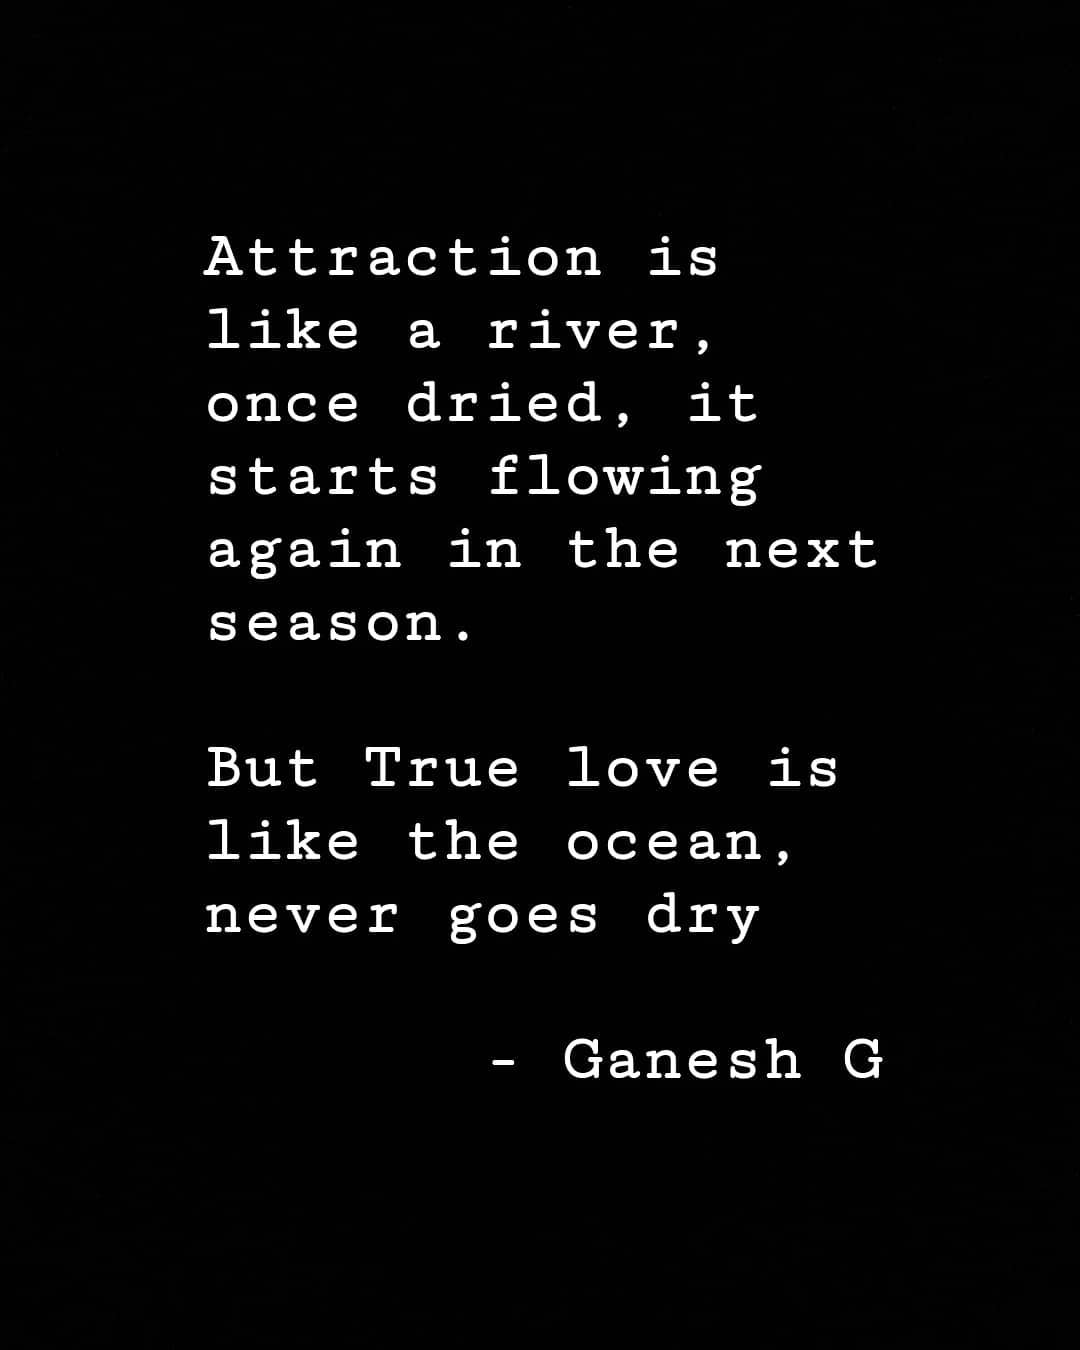 Attraction is
like a river,
once dried, it
starts flowing
again in the next
season.
But True love is
like the ocean,
never goes dry
- Ganesh G